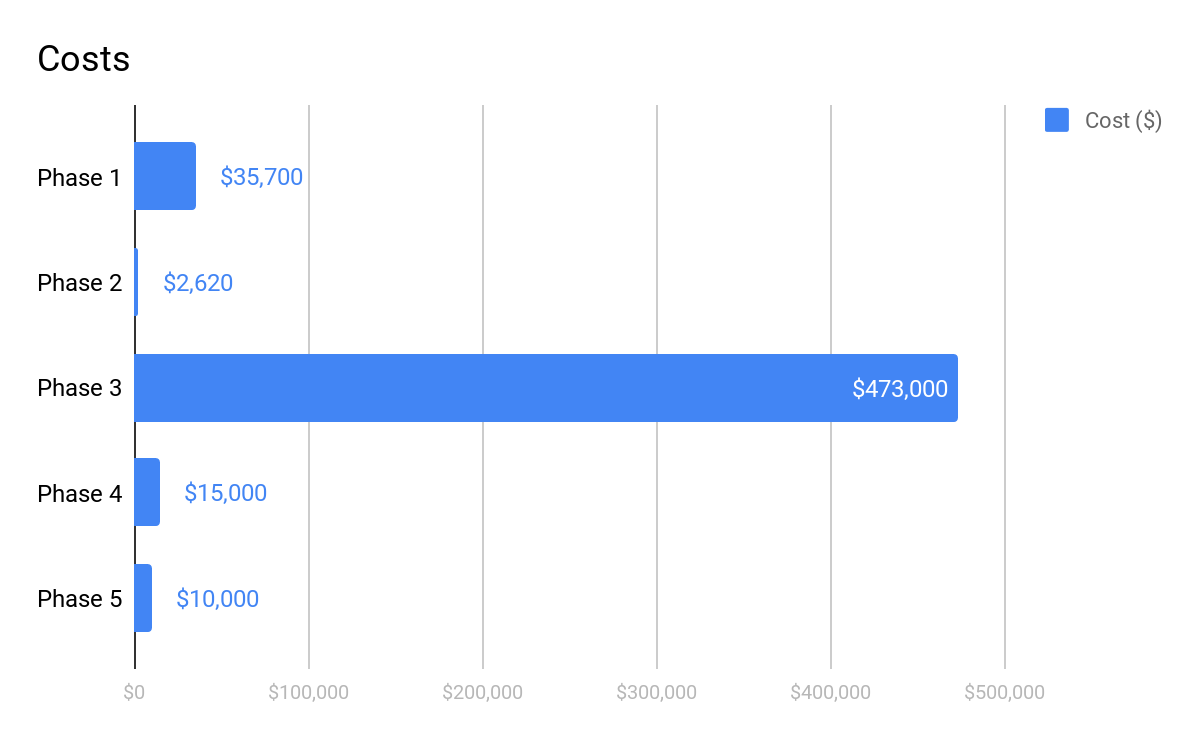 Costs
Cost ($)
Phase 1 $35,700
Phase 2 $2,620
Phase 3 $473,000
Phase 4 $15,000
Phase 5 $10,000
$0 $100,000 $200,000 $300,000 $400,000 $500,000